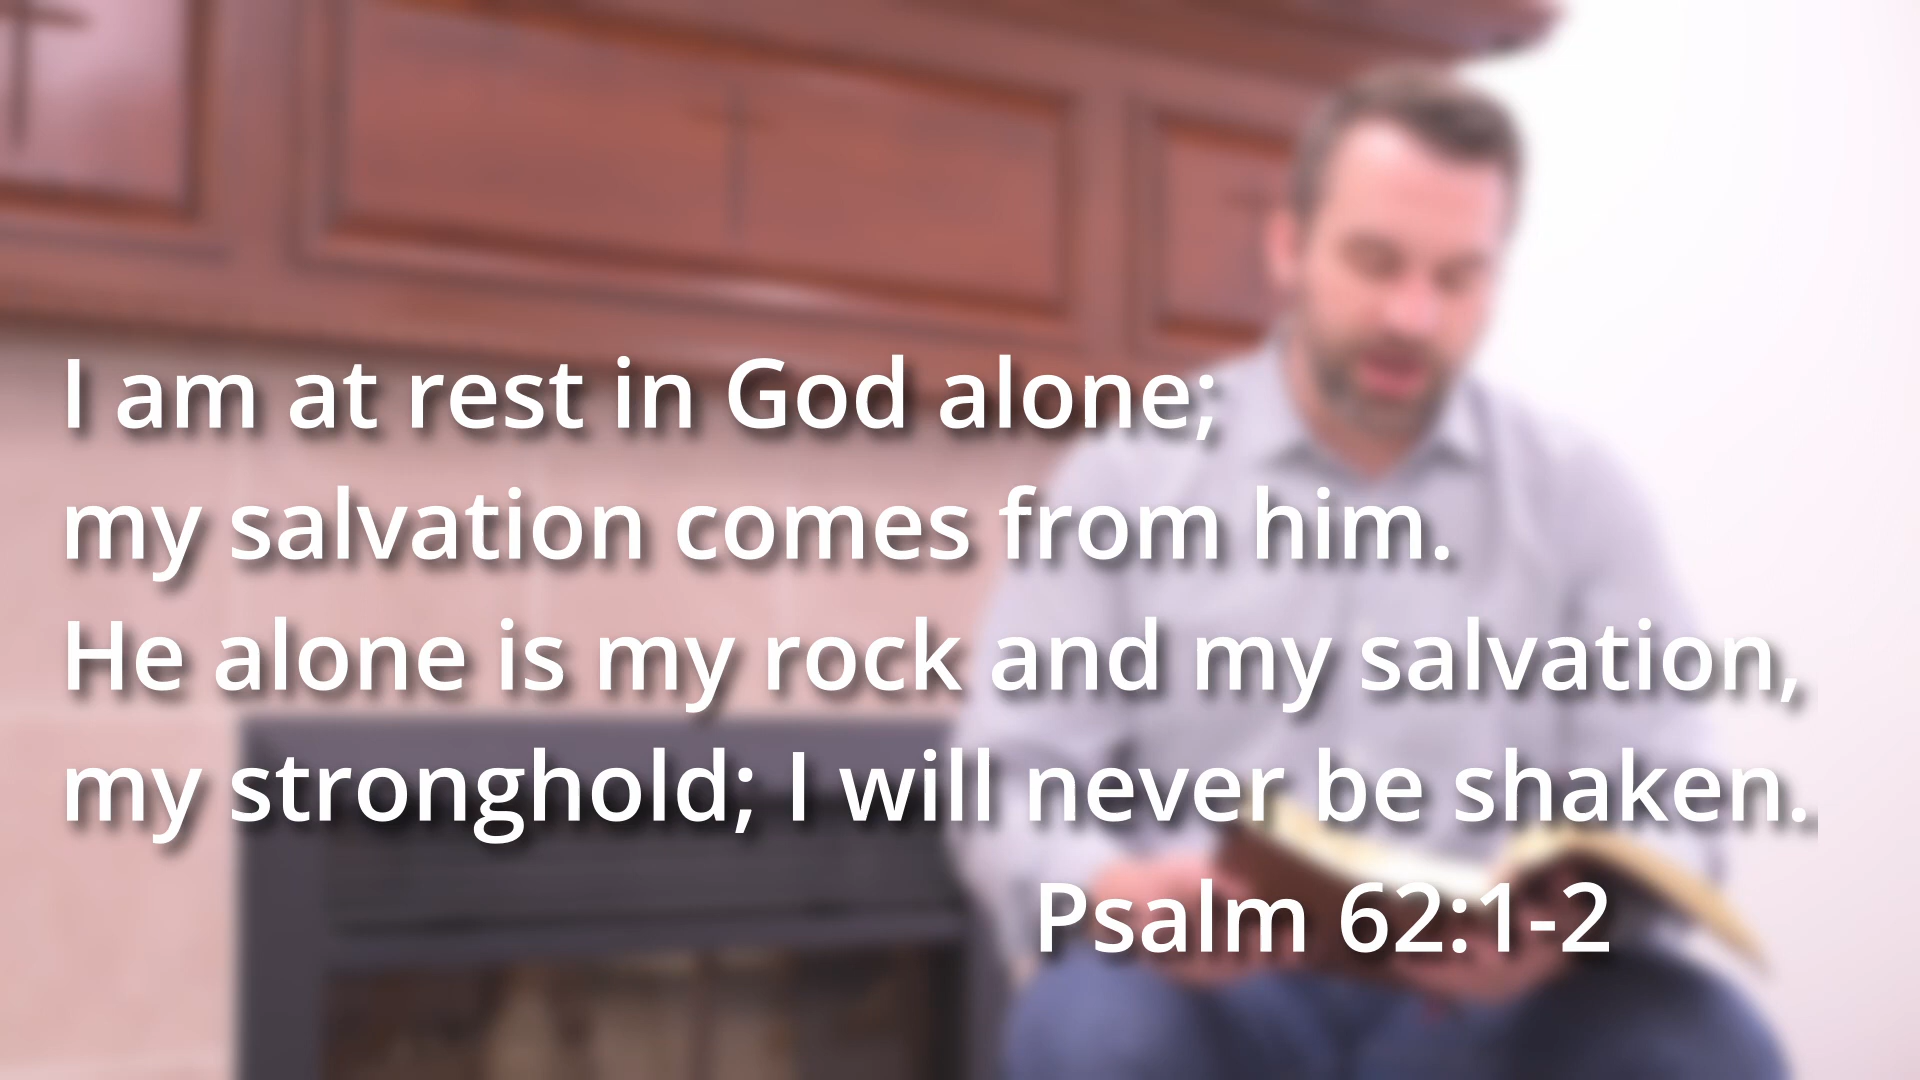 I am at rest in God alone;
my salvation comes from him.
He alone is my rock and my salvation,
my stronghold; I will never be shaken.
Psalm 62:1-2